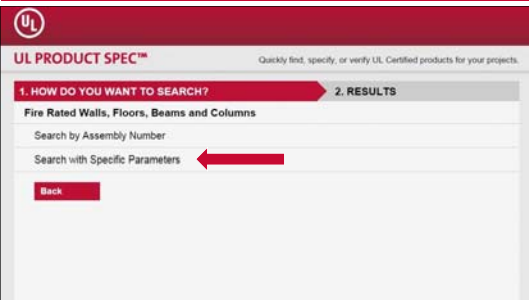 UL
UL PRODUCT SPEC™
Quickly find, specify, or verify UL Certified products for your projects.
1. HOW DO YOU WANT TO SEARCH?
2. RESULTS
Fire Rated Walls, Floors, Beams and Columns
Search by Assembly Number
Search with Specific Parameters
Back